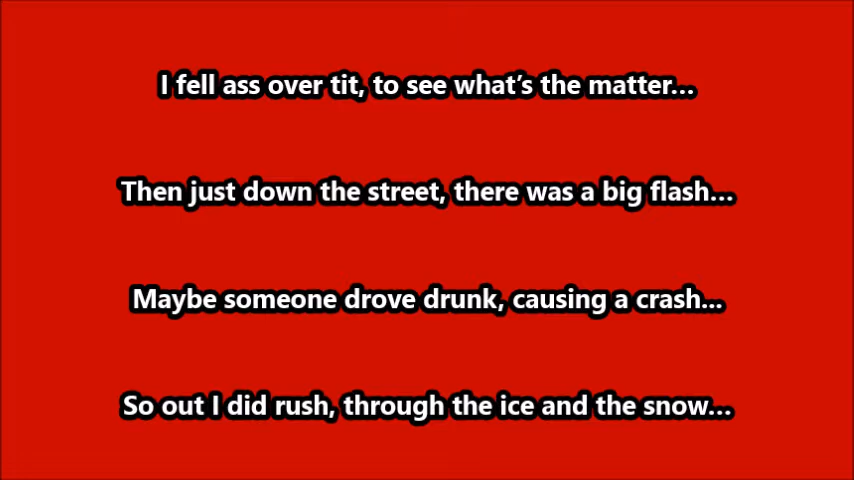 I fell ass over tit, to see what’s the matter…
Then just down the street, there was a big flash…
Maybe someone drove drunk, causing a crash…
So out I did rush, through the ice and the snow…